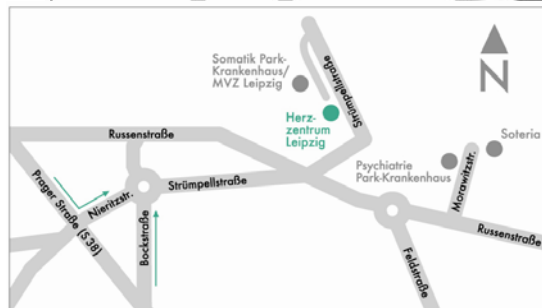 Somatik Park-
Krankenhaus/
MVZ Leipzig
Strümpellstraße
N
Herz-
zentrum
Leipzig
Russenstraße
Soteria
Psychiatrie
Park-Krankenhaus
Morawitzstr.
Strümpellstraße
Prager Straße (S38)
Nieritzstr.
Bockstraße
Russenstraße
Feldstraße